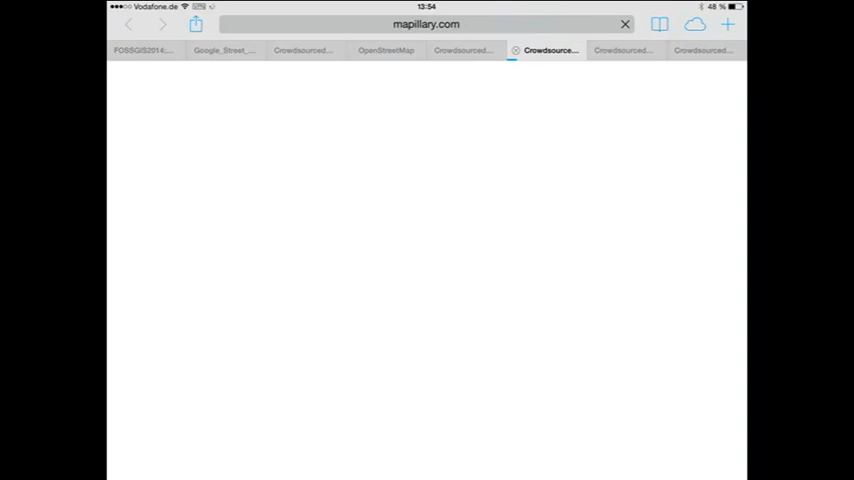 Vodafone.de
13:54
48 %
mapillary.com
FOSSGIS2014:...
Google_Street_...
Crowdsourced...
OpenStreetMap
Crowdsourced...
Crowdsource...
Crowdsourced...
Crowdsourced...